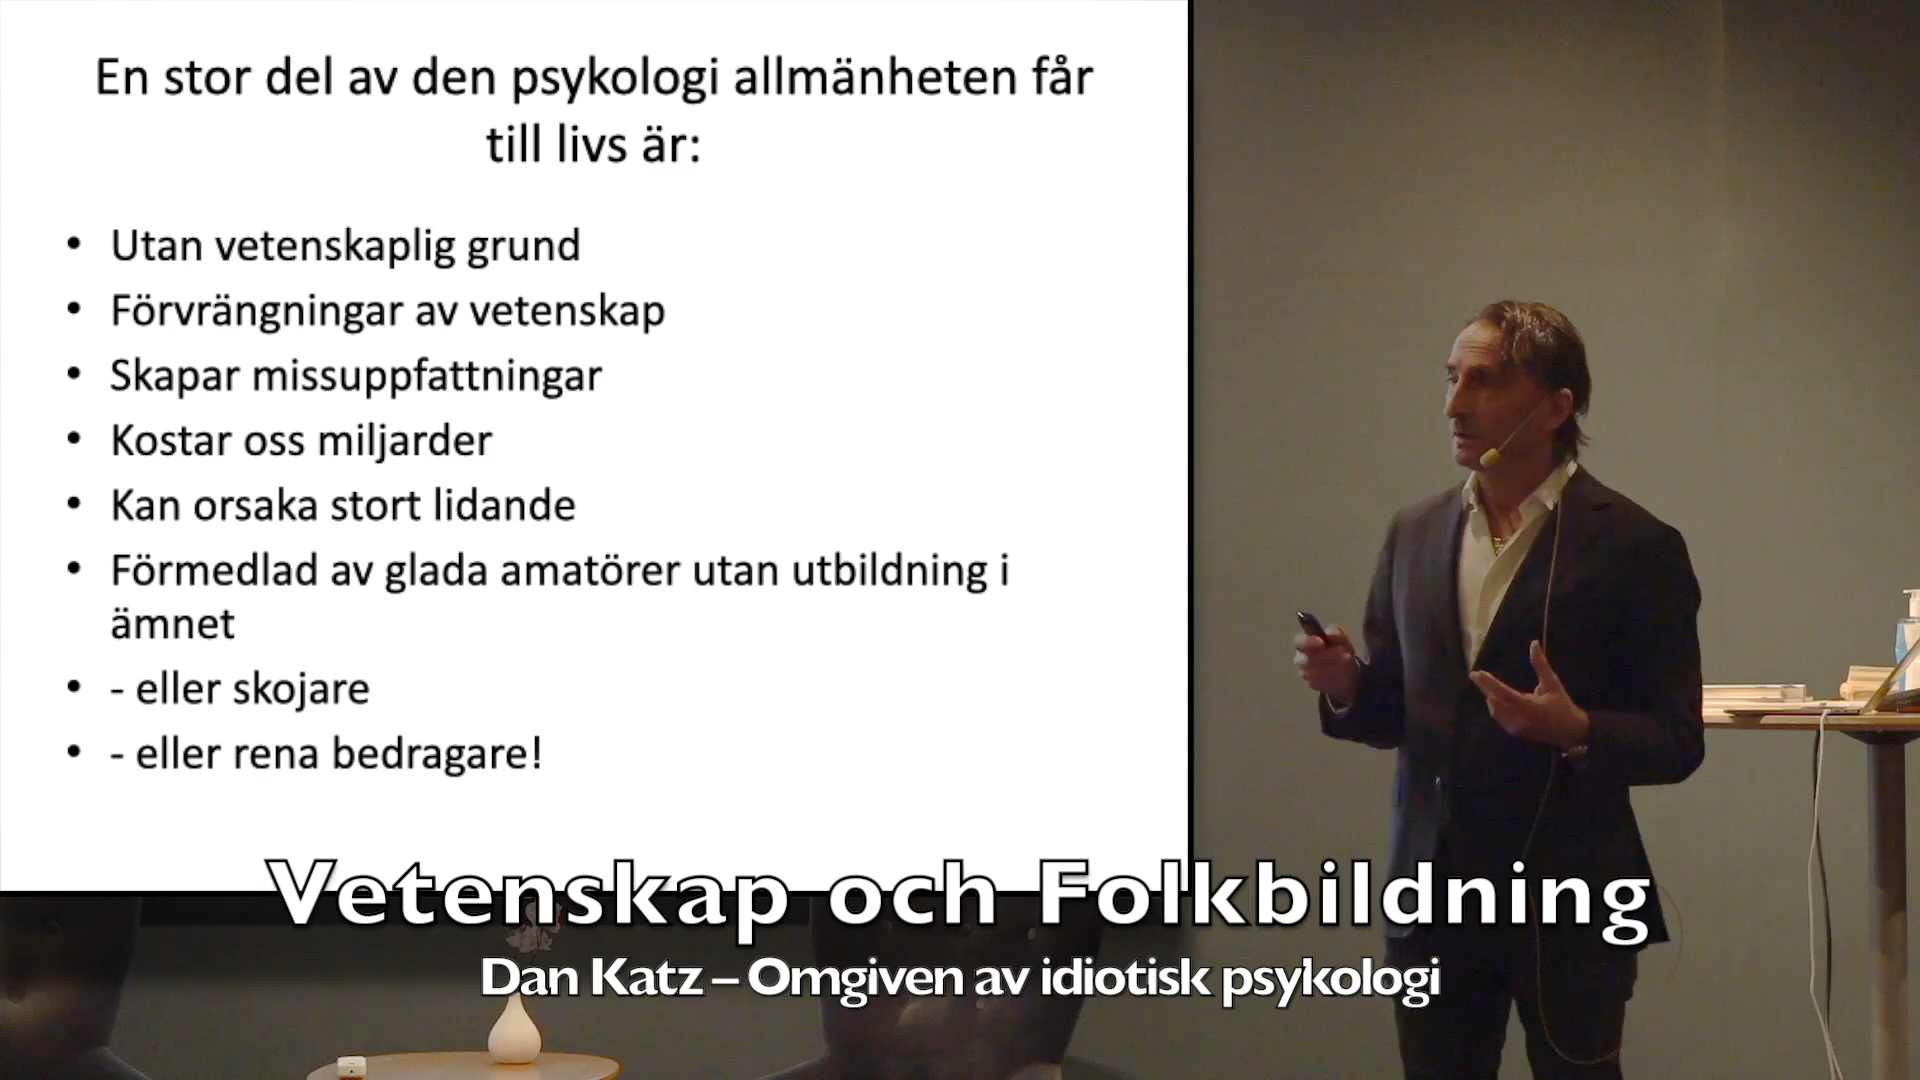 En stor del av den psykologi allmänheten får
till livs är:
• Utan vetenskaplig grund
• Förvrängningar av vetenskap
• Skapar missuppfattningar
• Kostar oss miljarder
• Kan orsaka stort lidande
• Förmedlad av glada amatörer utan utbildning i
ämnet
• - eller skojare
• - eller rena bedragare!
Vetenskap och Folkbildning
Dan Katz – Omgiven av idiotisk psykologi